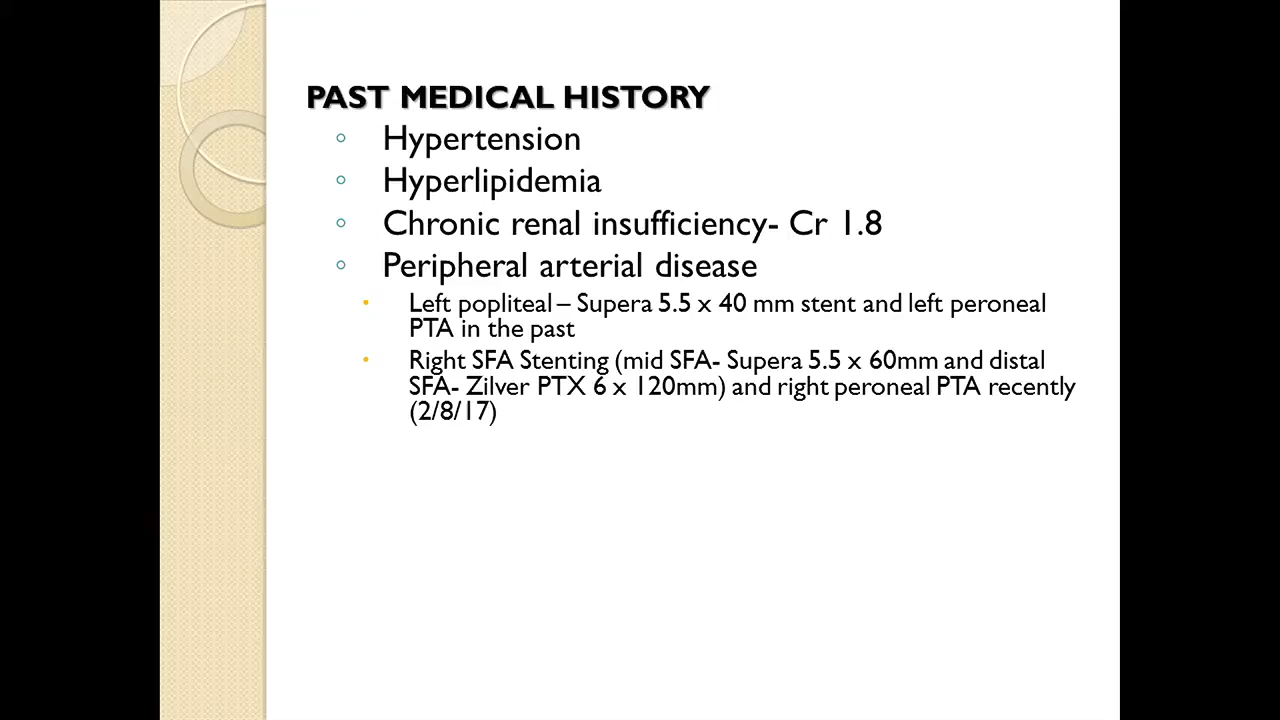 PAST MEDICAL HISTORY
Hypertension
Hyperlipidemia
Chronic renal insufficiency- Cr 1.8
Peripheral arterial disease
Left popliteal – Supera 5.5 x 40 mm stent and left peroneal
PTA in the past
Right SFA Stenting (mid SFA- Supera 5.5 x 60mm and distal
SFA- Zilver PTX 6 x 120mm) and right peroneal PTA recently
(2/8/17)